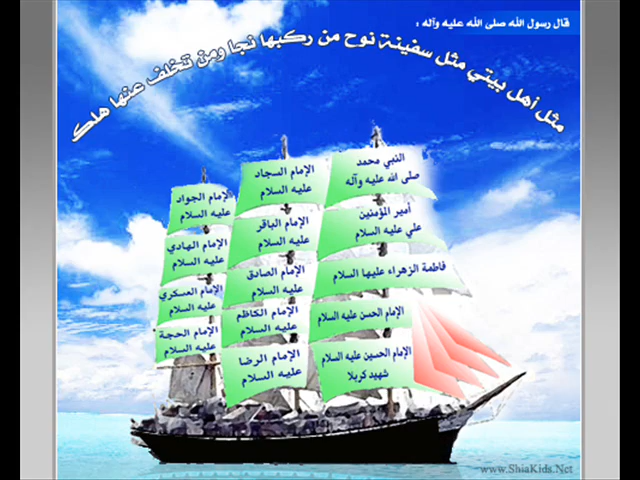 قال رسول الله صلى الله عليه وآله :
مثل أهل بيتي مثل سفينة نوح من ركبها نجا ومن تخلف عنها هلك
النبي محمد
صلى الله عليه وآله
أمير المؤمنين
علي عليه السلام
فاطمة الزهراء عليها السلام
الإمام الحسن عليه السلام
الإمام الحسين عليه السلام
شهيد كربلا
الإمام السجاد
عليه السلام
الإمام الباقر
عليه السلام
الإمام الصادق
عليه السلام
الإمام الكاظم
عليه السلام
الإمام الرضا
عليه السلام
الإمام الجواد
عليه السلام
الإمام الهادي
عليه السلام
الإمام العسكري
عليه السلام
الإمام الحجة
عليه السلام
www.ShiaKids.Net